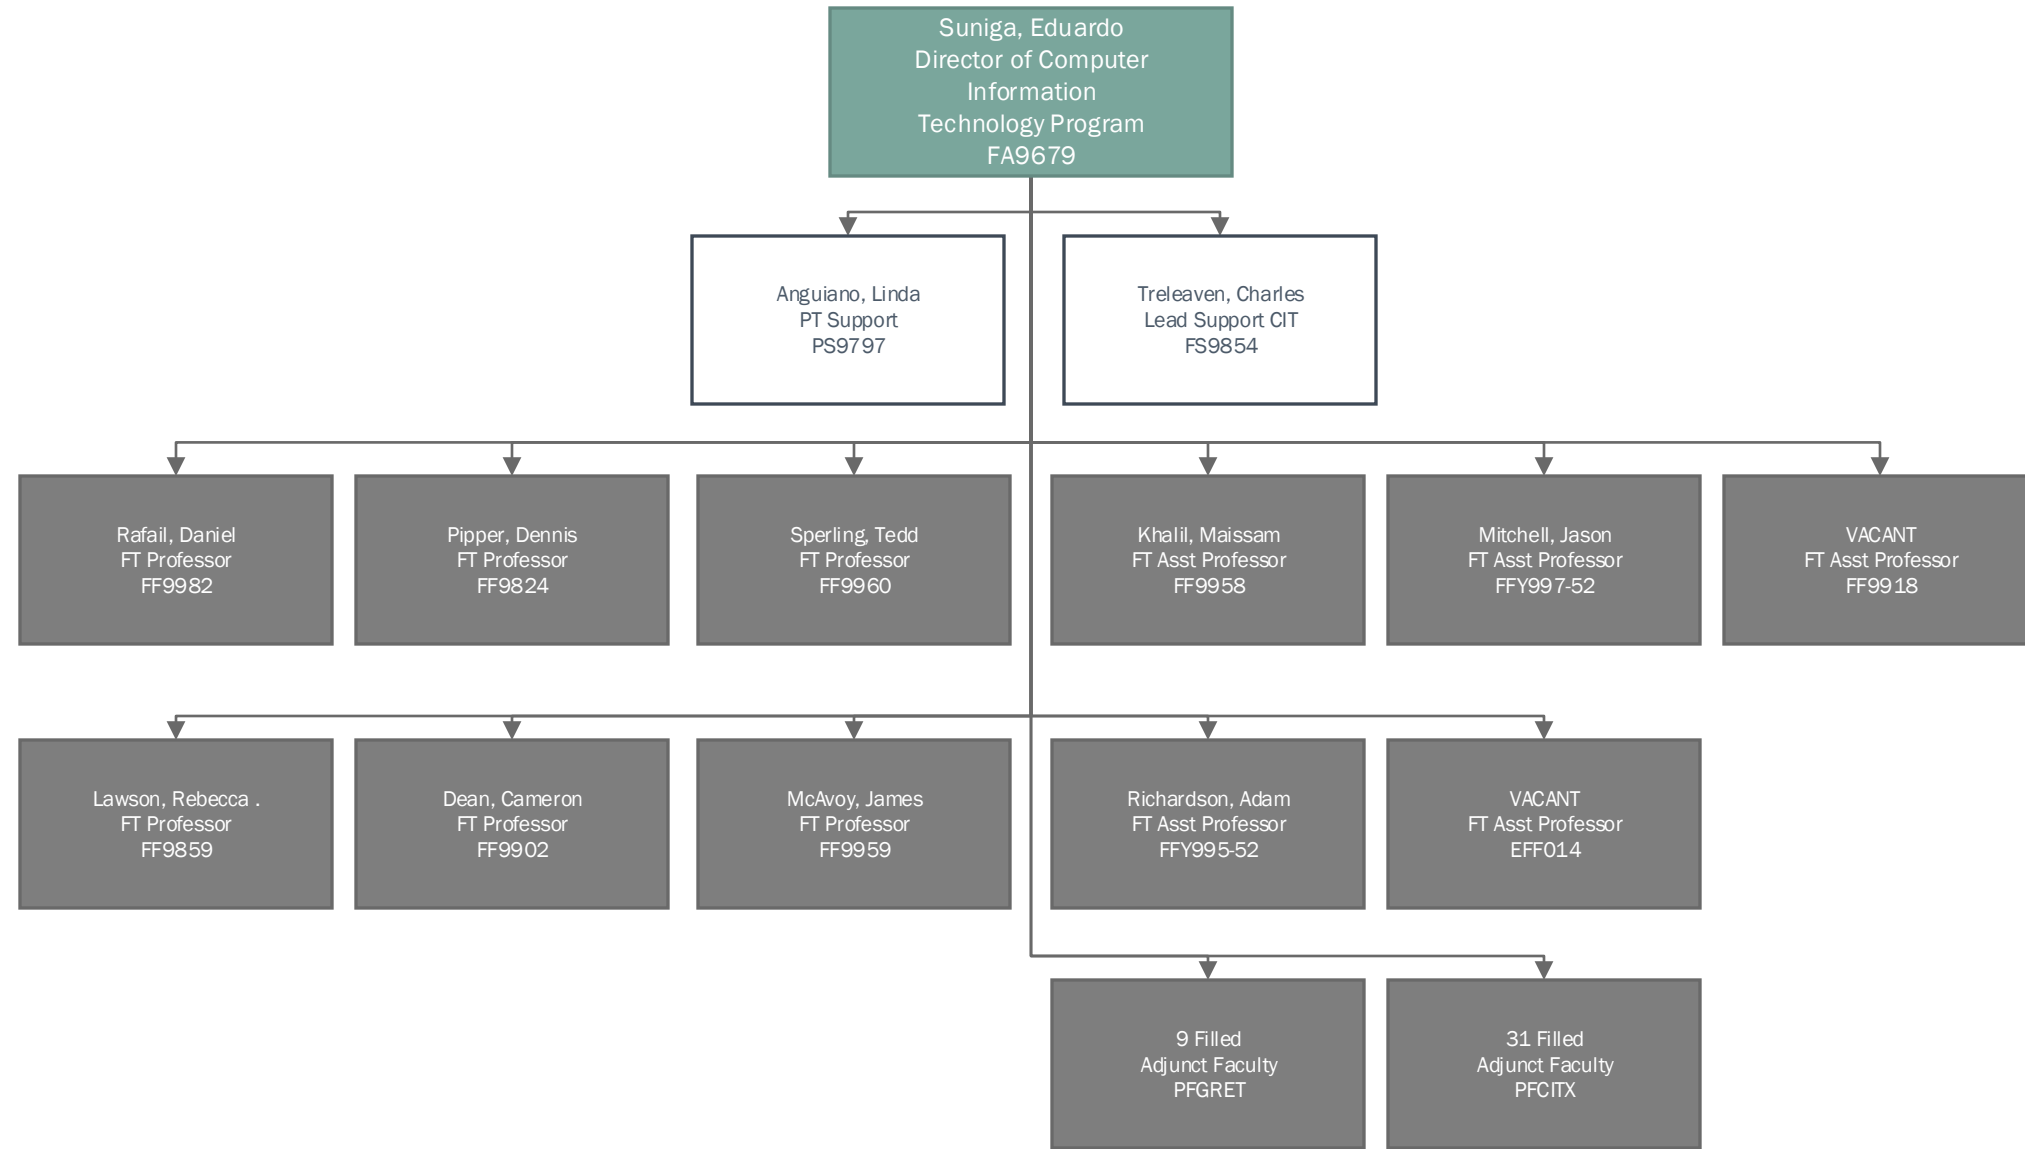 Suniga, Eduardo
Director of Computer
Information
Technology Program
FA9679
Anguiano, Linda
PT Support
PS9797
Treleaven, Charles
Lead Support CIT
FS9854
Rafail, Daniel
FT Professor
FF9982
Pipper, Dennis
FT Professor
FF9824
Sperling, Tedd
FT Professor
FF9960
Khalil, Maissam
FT Asst Professor
FF9958
Mitchell, Jason
FT Asst Professor
FFY997-52
VACANT
FT Asst Professor
FF9918
Lawson, Rebecca .
FT Professor
FF9859
Dean, Cameron
FT Professor
FF9902
McAvoy, James
FT Professor
FF9959
Richardson, Adam
FT Asst Professor
FFY995-52
VACANT
FT Asst Professor
EFF014
9 Filled
Adjunct Faculty
PFGRET
31 Filled
Adjunct Faculty
PFCITX